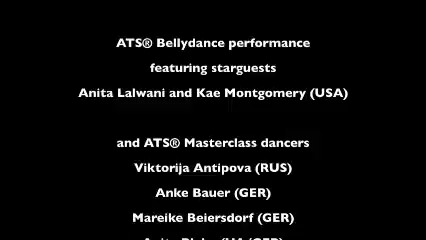 ATS® Bellydance performance
featuring starguests
Anita Lalwani and Kae Montgomery (USA)
and ATS® Masterclass dancers
Viktorija Antipova (RUS)
Anke Bauer (GER)
Mareike Beiersdorf (GER)